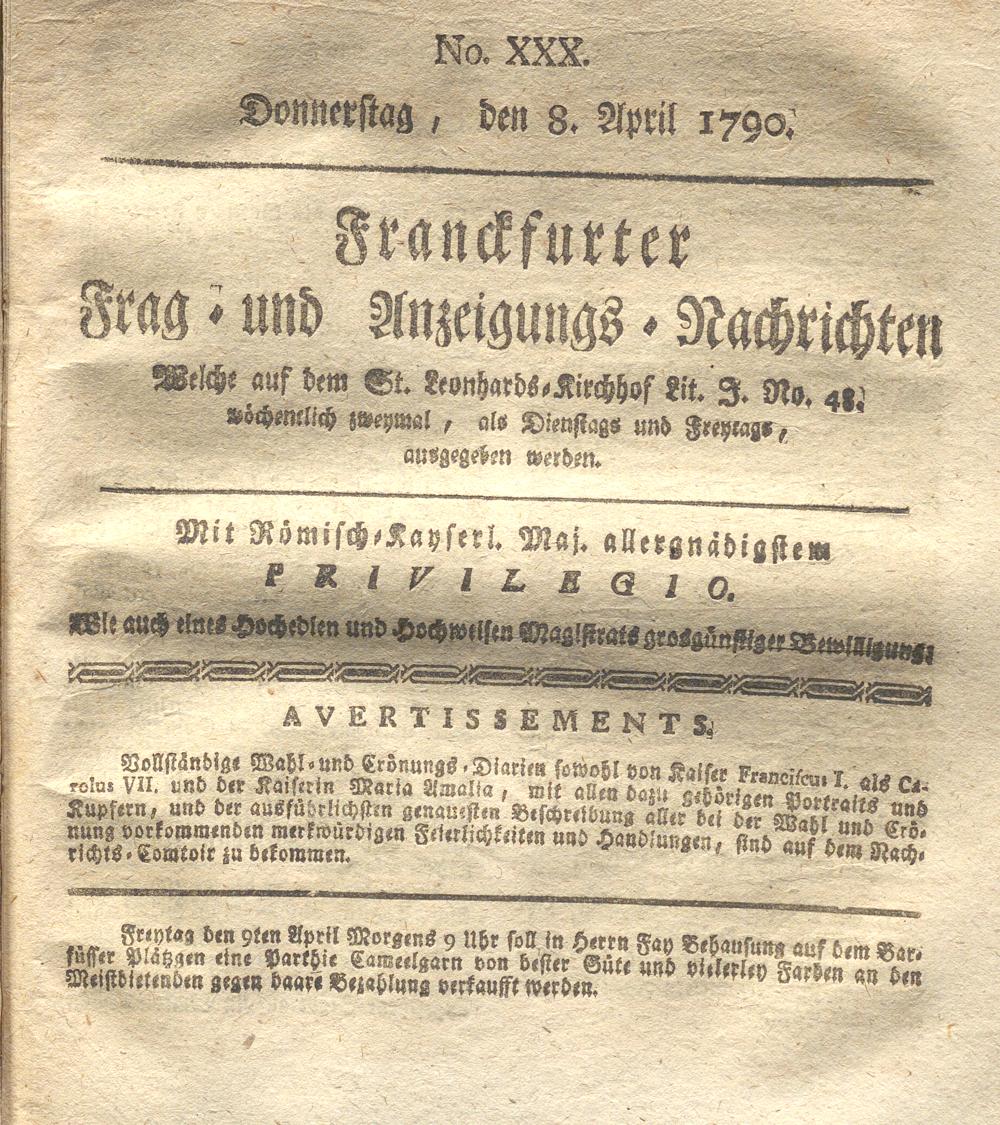 No. XXX.
Donnerstag, den 8. April 1790.
Franckfurter
Frag- und Anzeigungs-Nachrichten
Welche auf dem St. Leonhards-Kirchhof Lit. J. No. 48.
wöchentlich zweymal, als Dienstags und Freytags,
ausgegeben werden.
Mit Römisch-Kayserl. Maj. allergnädigstem
PRIVILEGIO.
Wie auch eines Hochedlen und Hochweisen Magistrats grosgünstiger Bewilligung.
AVERTISSEMENTS.
Vollständige Wahl-und Crönungs-Diarien sowohl von Kaiser Franciscus I. als Ca-
rolus VII. und der Kaiserin Maria Amalia, mit allen dazu gehörigen Portraits und
Kupfern, und der ausführlichsten genauesten Beschreibung aller bei der Wahl und Crö-
nung vorkommenden merkwürdigen Feierlichkeiten und Handlungen, sind auf dem Nach-
richts-Comtoir zu bekommen.
Freytag den 9ten April Morgens 9 Uhr soll in Herrn Fay Behausung auf dem Bar-
füsser Plätzgen eine Parthie Cameelgarn von bester Güte und vielerley Farben an den
Meistbietenden gegen baare Bezahlung verkaufft werden.